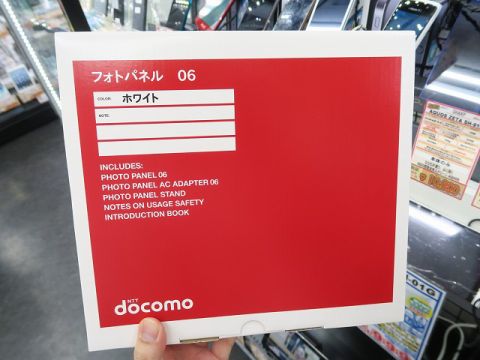 フォトパネル 06
COLOR: ホワイト
NOTE:
INCLUDES:
PHOTO PANEL 06
PHOTO PANEL AC ADAPTER 06
PHOTO PANEL STAND
NOTES ON USAGE SAFETY
INTRODUCTION BOOK
NTT
docomo